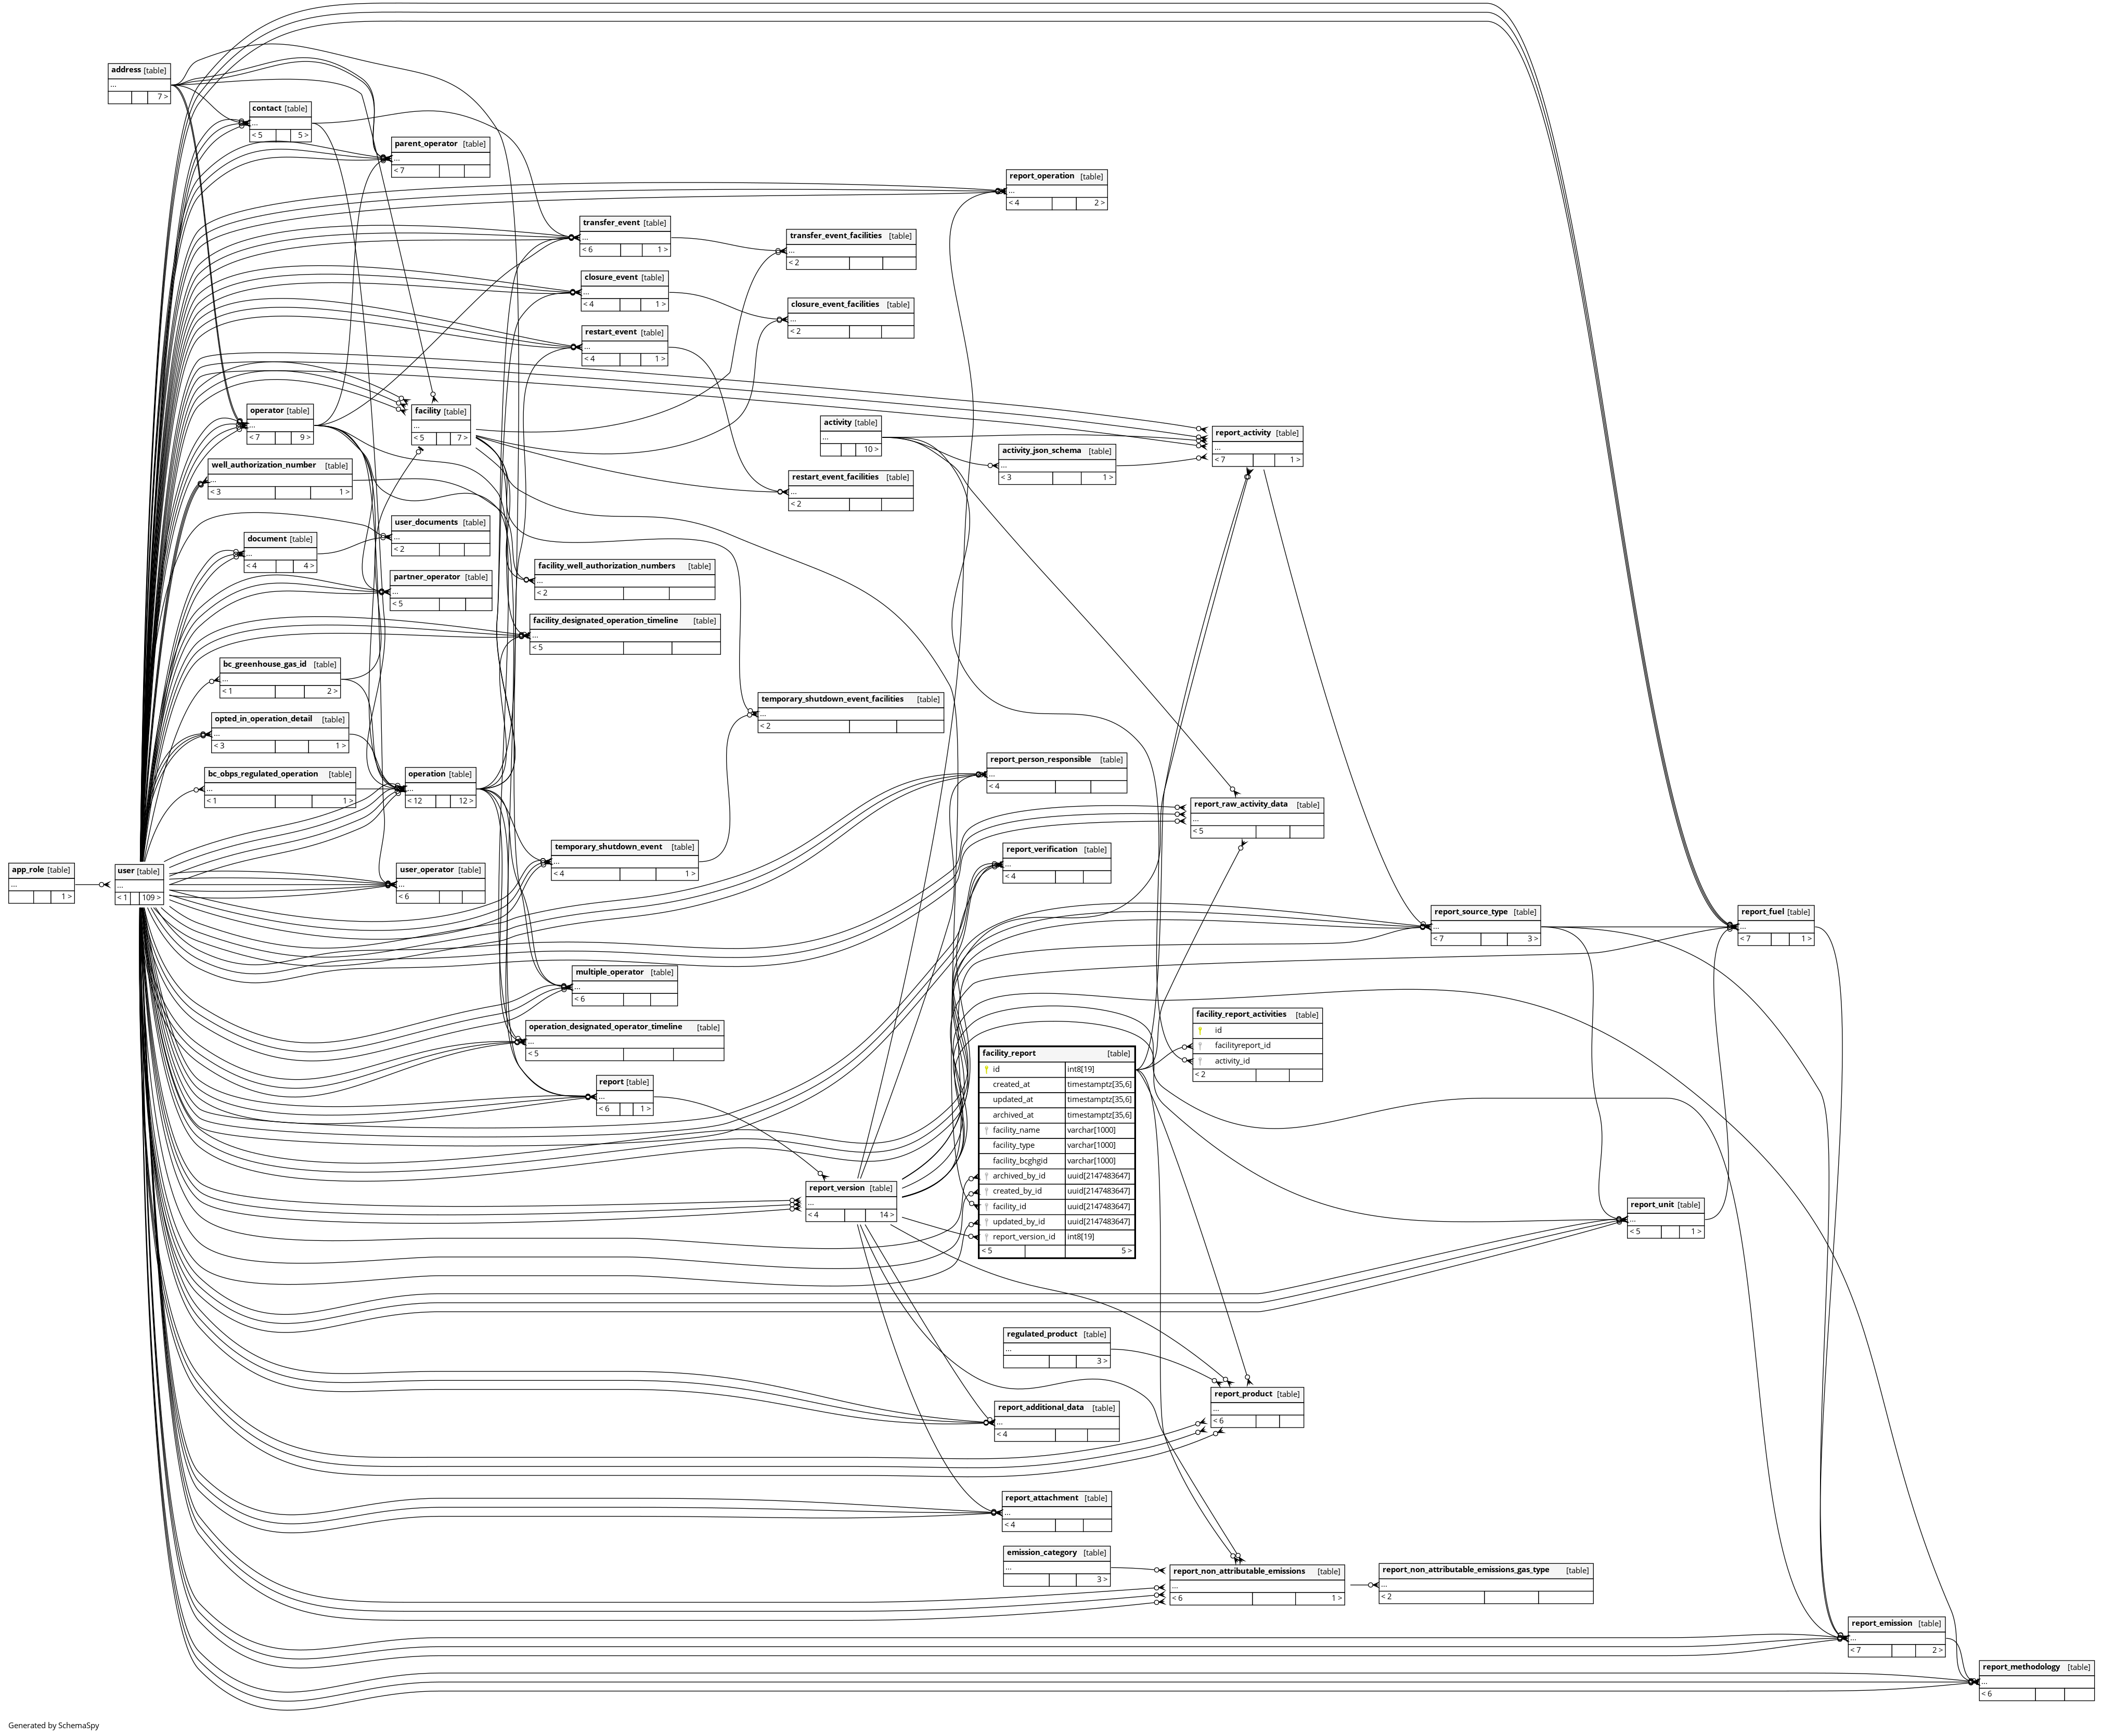 address [table]
...
7 >
contact [table]
...
< 5 5 >
parent_operator [table]
...
< 7
report_operation [table]
...
< 4 2 >
transfer_event [table]
...
< 6 1 >
transfer_event_facilities [table]
...
< 2
closure_event [table]
...
< 4 1 >
closure_event_facilities [table]
...
< 2
restart_event [table]
...
< 4 1 >
operator [table]
...
< 7 9 >
facility [table]
...
< 5 7 >
activity [table]
...
10 >
report_activity [table]
...
< 7 1 >
activity_json_schema [table]
...
< 3 1 >
well_authorization_number [table]
...
< 3 1 >
restart_event_facilities [table]
...
< 2
user_documents [table]
...
< 2
document [table]
...
< 4 4 >
facility_well_authorization_numbers [table]
...
< 2
partner_operator [table]
...
< 5
facility_designated_operation_timeline [table]
...
< 5
bc_greenhouse_gas_id [table]
...
< 1 2 >
temporary_shutdown_event_facilities [table]
...
< 2
opted_in_operation_detail [table]
...
< 3 1 >
report_person_responsible [table]
...
< 4
bc_obps_regulated_operation [table]
...
< 1 1 >
operation [table]
...
< 12 12 >
report_raw_activity_data [table]
...
< 5
temporary_shutdown_event [table]
...
< 4 1 >
report_verification [table]
...
< 4
app_role [table]
...
1 >
user [table]
...
< 1 109 >
user_operator [table]
...
< 6
report_source_type [table]
...
< 7 3 >
report_fuel [table]
...
< 7 1 >
multiple_operator [table]
...
< 6
facility_report_activities [table]
id
facilityreport_id
activity_id
< 2
operation_designated_operator_timeline [table]
...
< 5
facility_report [table]
id int8[19]
created_at timestamptz[35,6]
updated_at timestamptz[35,6]
archived_at timestamptz[35,6]
facility_name varchar[1000]
facility_type varchar[1000]
facility_bcghgid varchar[1000]
archived_by_id uuid[2147483647]
created_by_id uuid[2147483647]
facility_id uuid[2147483647]
updated_by_id uuid[2147483647]
report_version_id int8[19]
< 5 5 >
report [table]
...
< 6 1 >
report_version [table]
...
< 4 14 >
report_unit [table]
...
< 5 1 >
regulated_product [table]
...
3 >
report_product [table]
...
< 6
report_additional_data [table]
...
< 4
report_attachment [table]
...
< 4
emission_category [table]
...
3 >
report_non_attributable_emissions [table]
...
< 6 1 >
report_non_attributable_emissions_gas_type [table]
...
< 2
report_emission [table]
...
< 7 2 >
report_methodology [table]
...
< 6
Generated by SchemaSpy